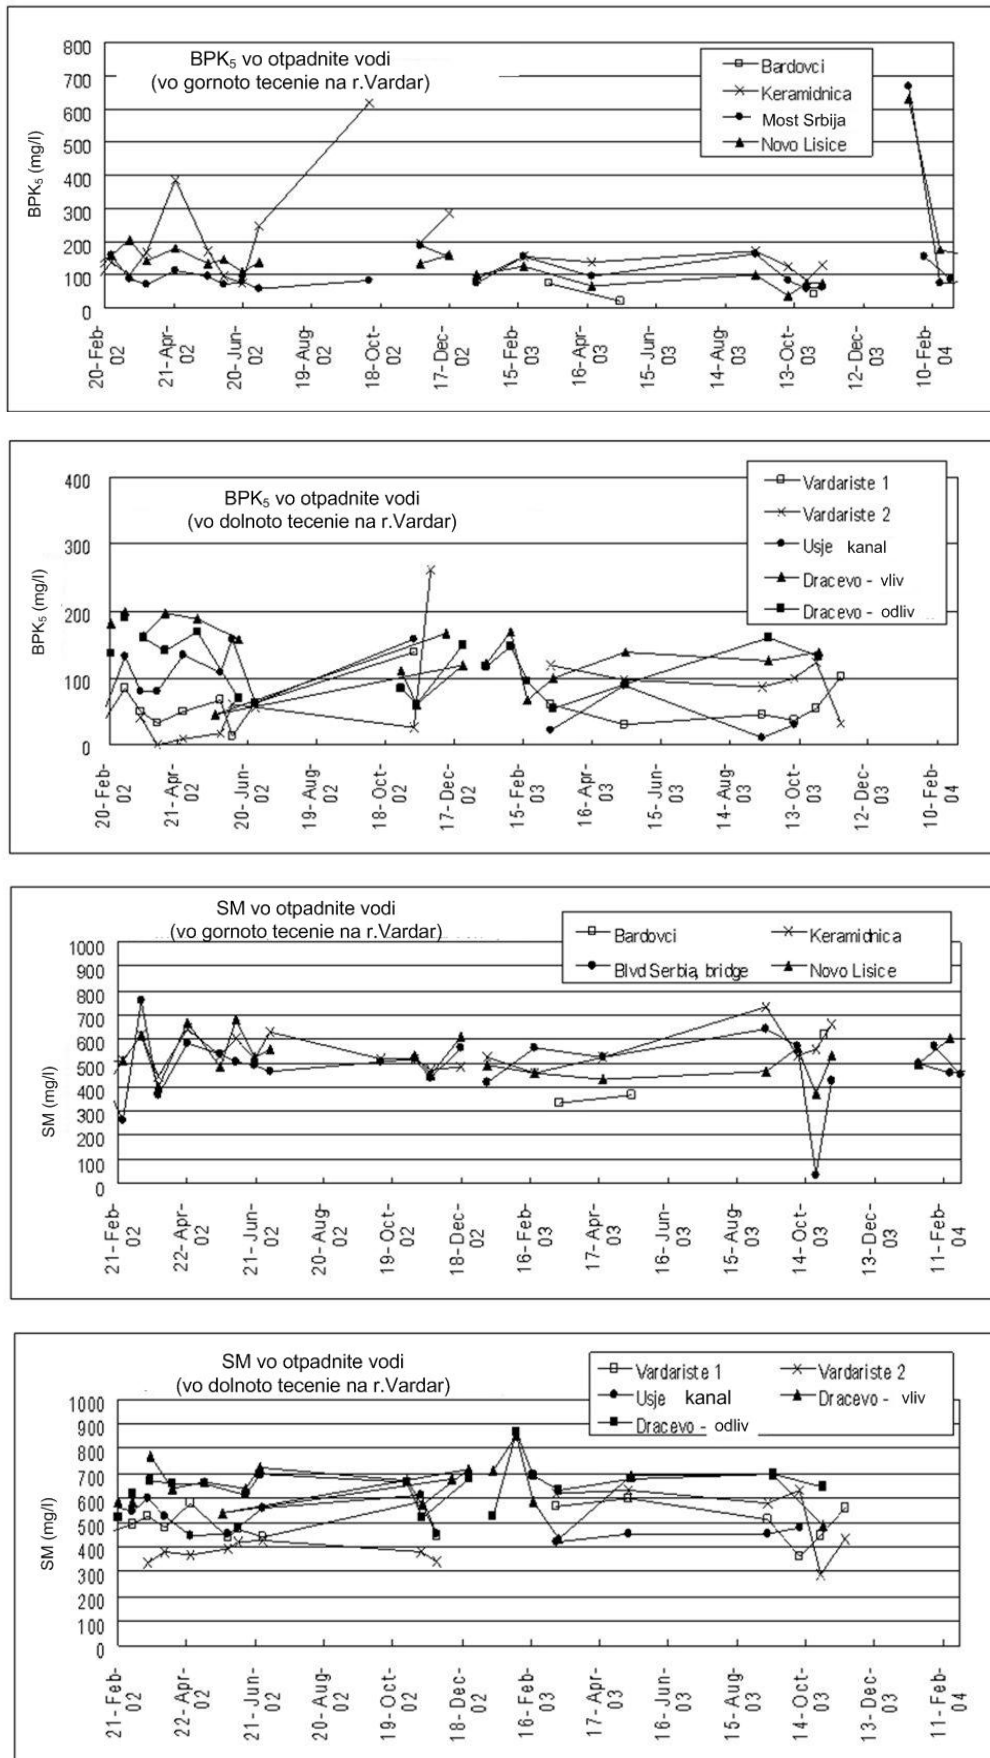 BPK₅ vo otpadnite vodi
(vo gornoto tecenie na r.Vardar)
Bardovci
Keramidnica
Most Srbija
Novo Lisice
BPK₅ (mg/l)
800
700
600
500
400
300
200
100
0
20-Feb-02
21-Apr-02
20-Jun-02
19-Aug-02
18-Oct-02
17-Dec-02
15-Feb-03
16-Apr-03
15-Jun-03
14-Aug-03
13-Oct-03
12-Dec-03
10-Feb-04
BPK₅ vo otpadnite vodi
(vo dolnoto tecenie na r.Vardar)
Vardariste 1
Vardariste 2
Usje kanal
Dracevo - vliv
Dracevo - odliv
BPK₅ (mg/l)
400
300
200
100
0
20-Feb-02
21-Apr-02
20-Jun-02
19-Aug-02
18-Oct-02
17-Dec-02
15-Feb-03
16-Apr-03
15-Jun-03
14-Aug-03
13-Oct-03
12-Dec-03
10-Feb-04
SM vo otpadnite vodi
(vo gornoto tecenie na r.Vardar)
Bardovci
Keramidnica
Blvd Serbia, bridge
Novo Lisice
SM (mg/l)
1000
900
800
700
600
500
400
300
200
100
0
21-Feb-02
22-Apr-02
21-Jun-02
20-Aug-02
19-Oct-02
18-Dec-02
16-Feb-03
17-Apr-03
16-Jun-03
15-Aug-03
14-Oct-03
13-Dec-03
11-Feb-04
SM vo otpadnite vodi
(vo dolnoto tecenie na r.Vardar)
Vardariste 1
Vardariste 2
Usje kanal
Dracevo - vliv
Dracevo - odliv
SM (mg/l)
1000
900
800
700
600
500
400
300
200
100
0
21-Feb-02
22-Apr-02
21-Jun-02
20-Aug-02
19-Oct-02
18-Dec-02
16-Feb-03
17-Apr-03
16-Jun-03
15-Aug-03
14-Oct-03
13-Dec-03
11-Feb-04